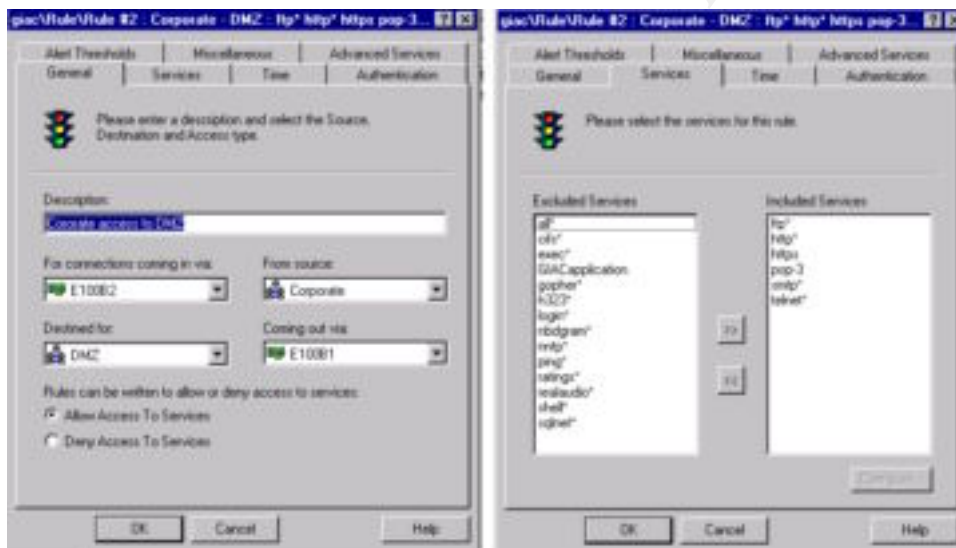 giac\Rule\Rule #2 : Corporate - DMZ : ftp* http* https pop-3...
Alert Thresholds
Miscellaneous
Advanced Services
General
Services
Time
Authentication
Please enter a description and select the Source,
Destination and Access type.
Description:
Coporate access to DMZ
For connections coming in via:
From source:
E100B2
Corporate
Destined for:
Coming out via
DMZ
E100B1
Rules can be written to allow or deny access to services:
Allow Access To Services
Deny Access To Services
OK
Cancel
Help
giac\Rule\Rule #2 : Corporate - DMZ : ftp* http* https pop-3...
Alert Thresholds
Miscellaneous
Advanced Services
General
Services
Time
Authentication
Please select the services for this rule.
Excluded Services
all*
cifs*
exec*
GIACapplication
gopher*
h323*
login*
nbdgram*
nntp*
ping*
ratings*
realaudio*
shell*
sqlnet*
>>
<<
Included Services
ftp*
http*
https
pop-3
smtp*
telnet*
OK
Cancel
Help